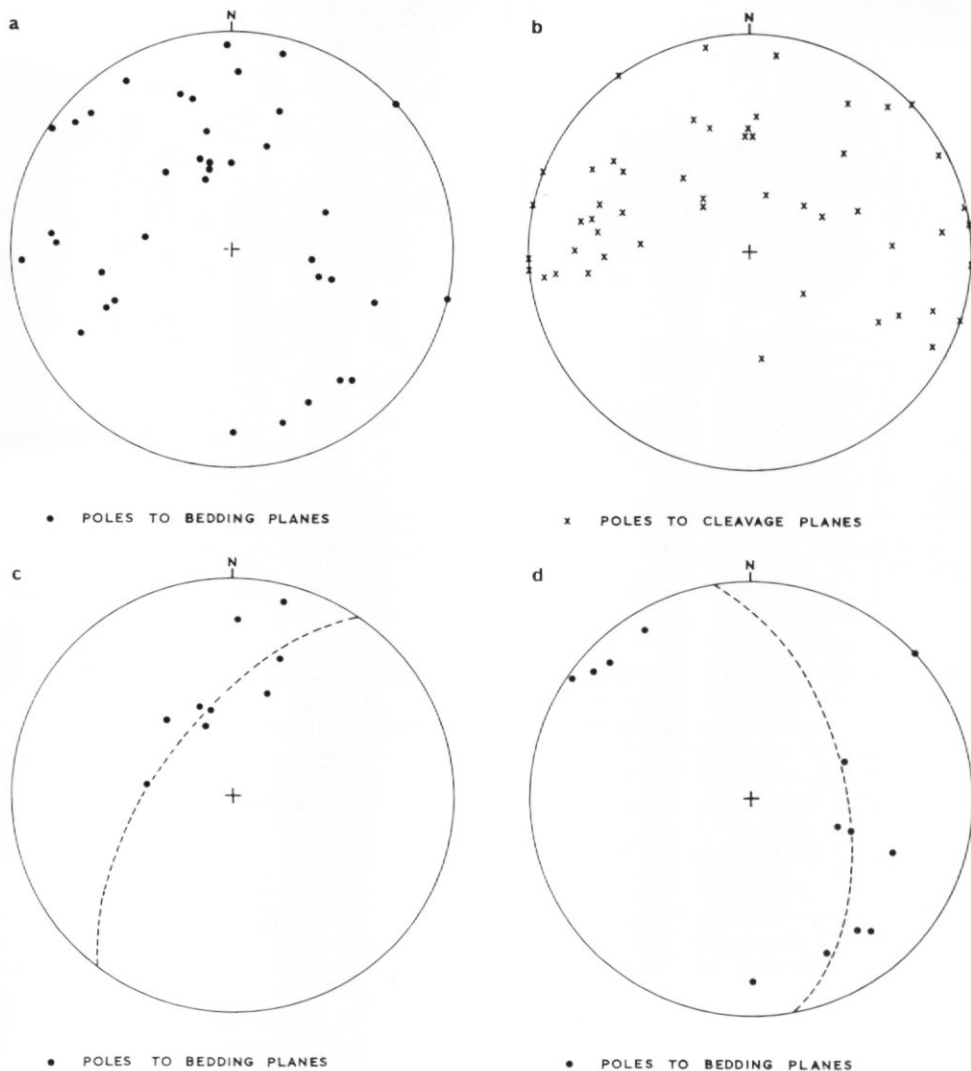 a
N
b
N
POLES TO BEDDING PLANES
x POLES TO CLEAVAGE PLANES
c
N
d
N
POLES TO BEDDING PLANES
POLES TO BEDDING PLANES